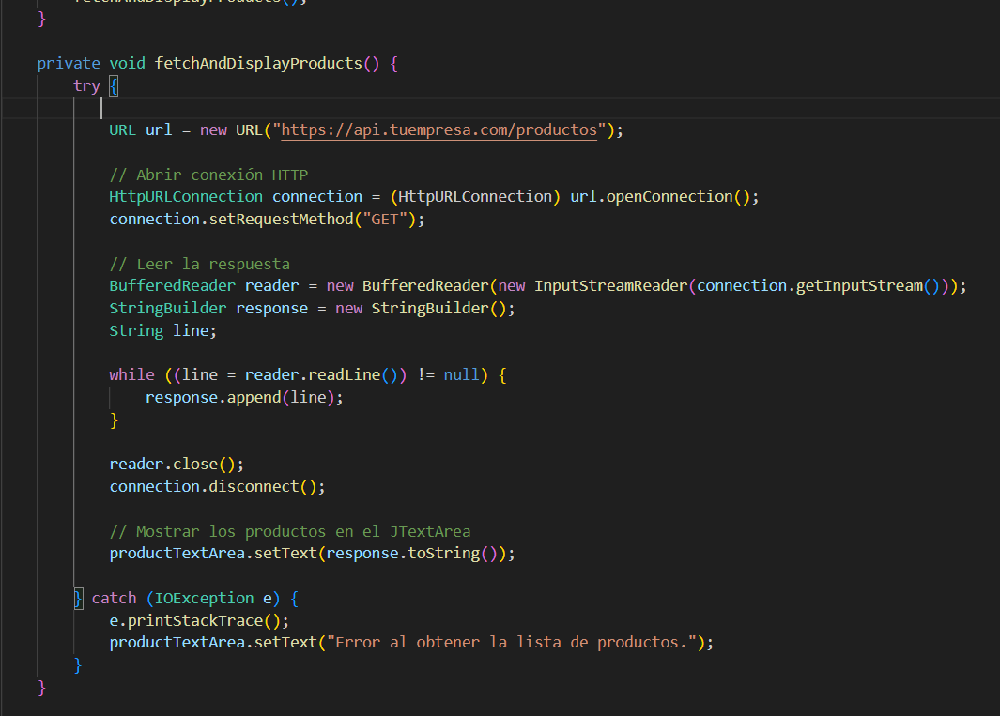 fetchAndDisplayProducts();
}
private void fetchAndDisplayProducts() {
try {
URL url = new URL("https://api.tuempresa.com/productos");
// Abrir conexión HTTP
HttpURLConnection connection = (HttpURLConnection) url.openConnection();
connection.setRequestMethod("GET");
// Leer la respuesta
BufferedReader reader = new BufferedReader(new InputStreamReader(connection.getInputStream()));
StringBuilder response = new StringBuilder();
String line;
while ((line = reader.readLine()) != null) {
response.append(line);
}
reader.close();
connection.disconnect();
// Mostrar los productos en el JTextArea
productTextArea.setText(response.toString());
} catch (IOException e) {
e.printStackTrace();
productTextArea.setText("Error al obtener la lista de productos.");
}
}